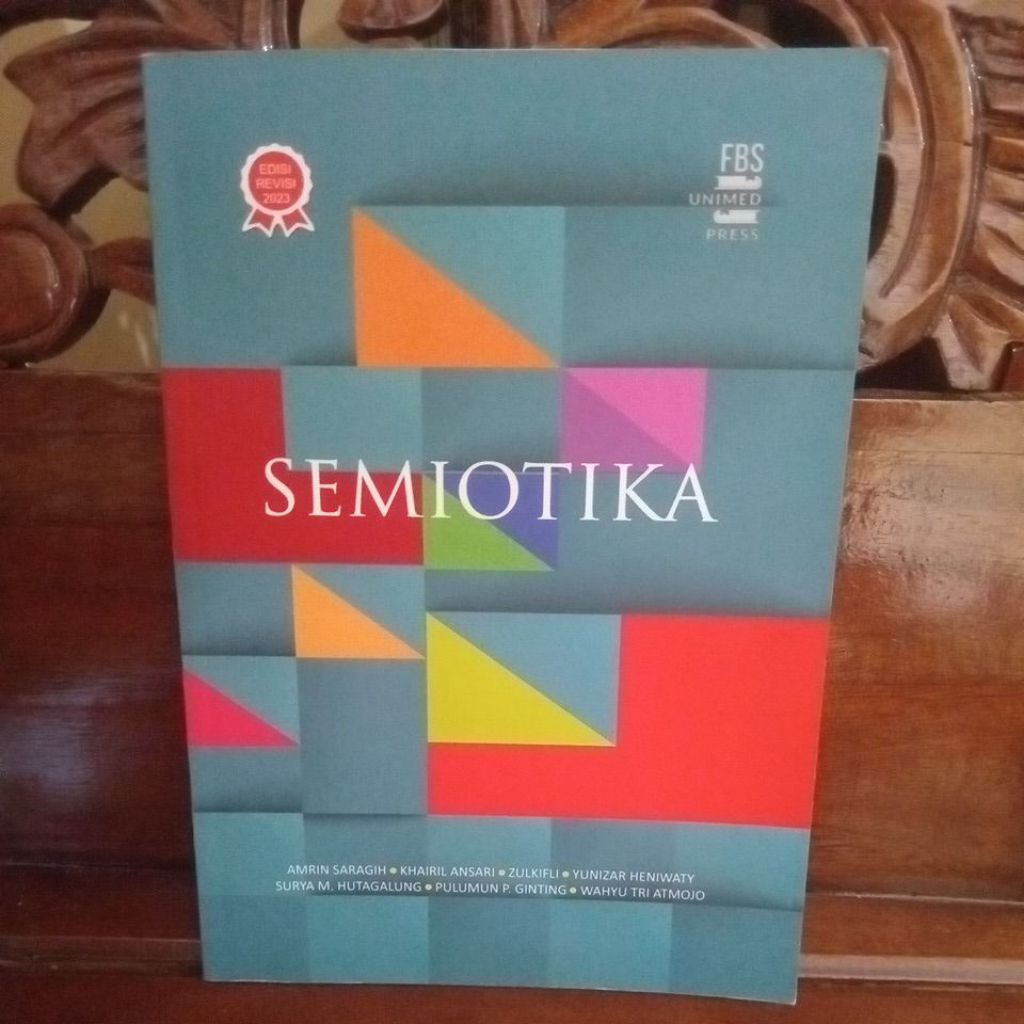 EDISI
REVISI
2023
FBS
UNIMED
PRESS
SEMIOTIKA
AMRIN SARAGIH • KHAIRIL ANSARI • ZULKIFLI • YUNIZAR HENIWATY
SURYA M. HUTAGALUNG • PULUMUN P. GINTING • WAHYU TRI ATMOJO